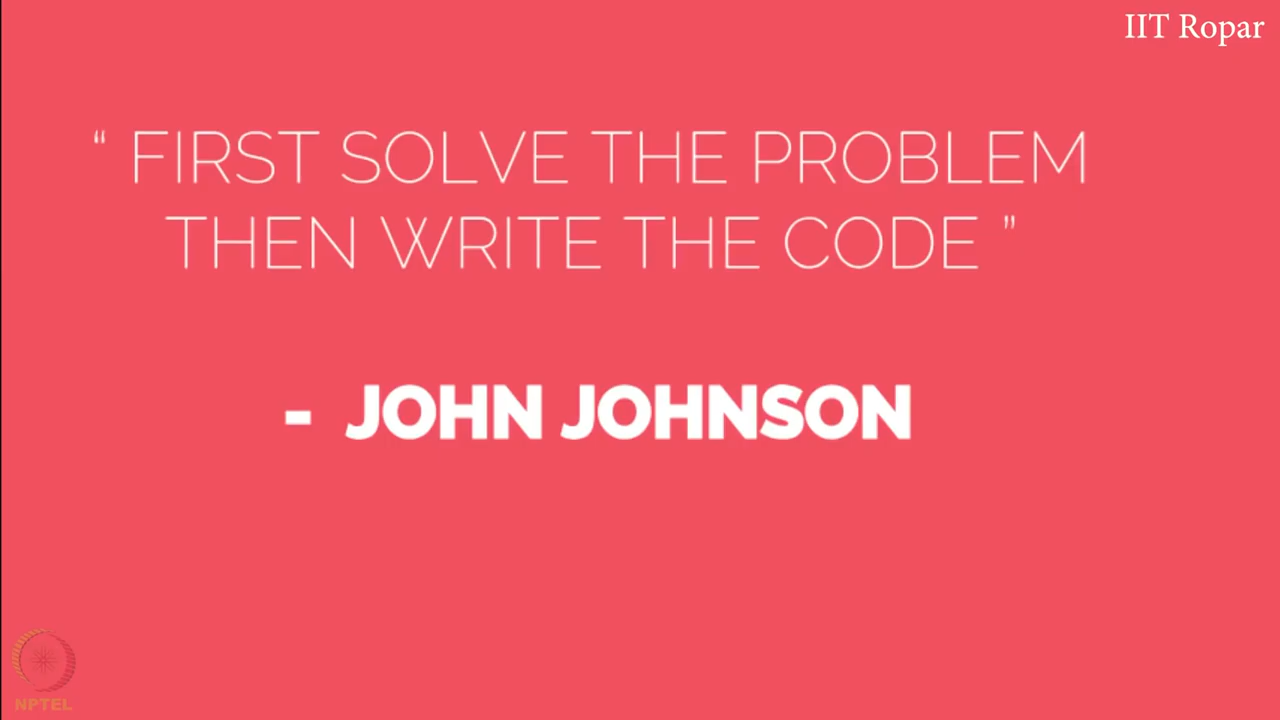 IIT Ropar
“ FIRST SOLVE THE PROBLEM
THEN WRITE THE CODE ”
- JOHN JOHNSON
NPTEL